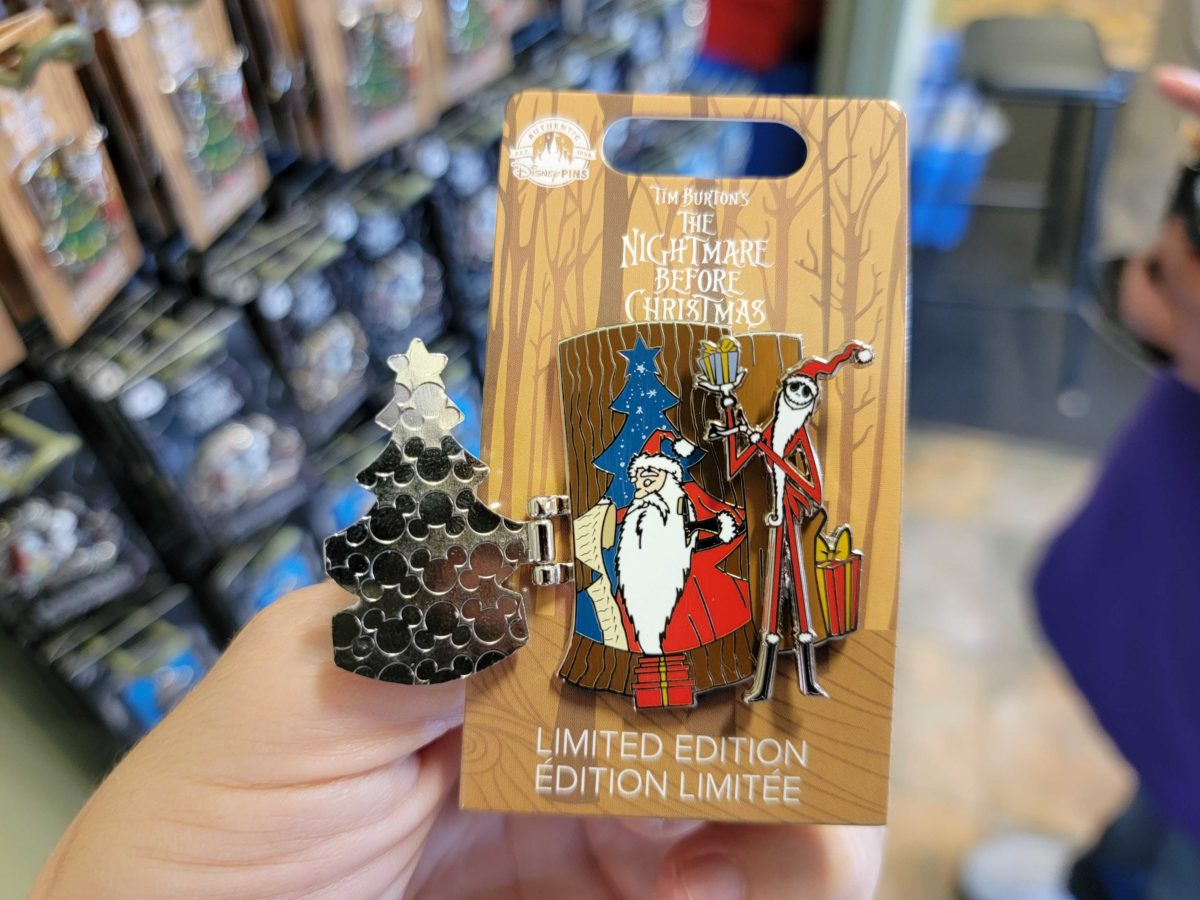 AUTHENTIC
DISNEY PINS
TIM BURTON'S
THE
NIGHTMARE
BEFORE
CHRISTMAS
LIMITED EDITION
ÉDITION LIMITÉE